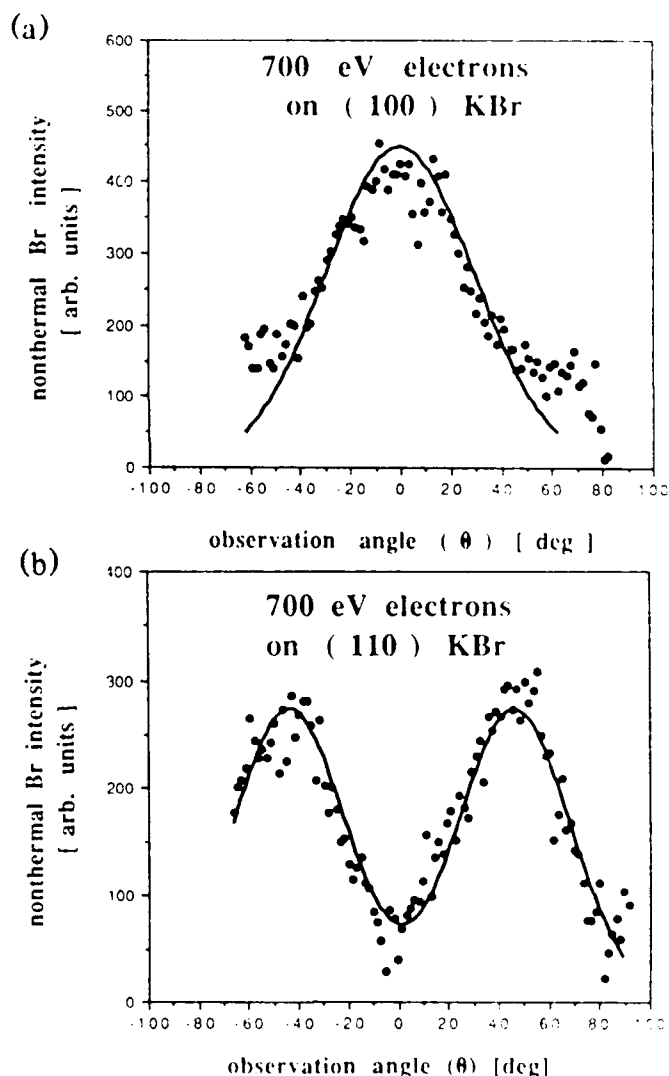 (a)
600
500
400
300
200
100
0
700 eV electrons
on (100) KBr
nonthermal Br intensity
[ arb. units ]
-100 -80 -60 -40 -20 0 20 40 60 80 100
observation angle (θ) [ deg ]
(b)
400
300
200
100
0
700 eV electrons
on (110) KBr
nonthermal Br intensity
[ arb. units ]
-100 -80 -60 -40 -20 0 20 40 60 80 100
observation angle (θ) [deg]